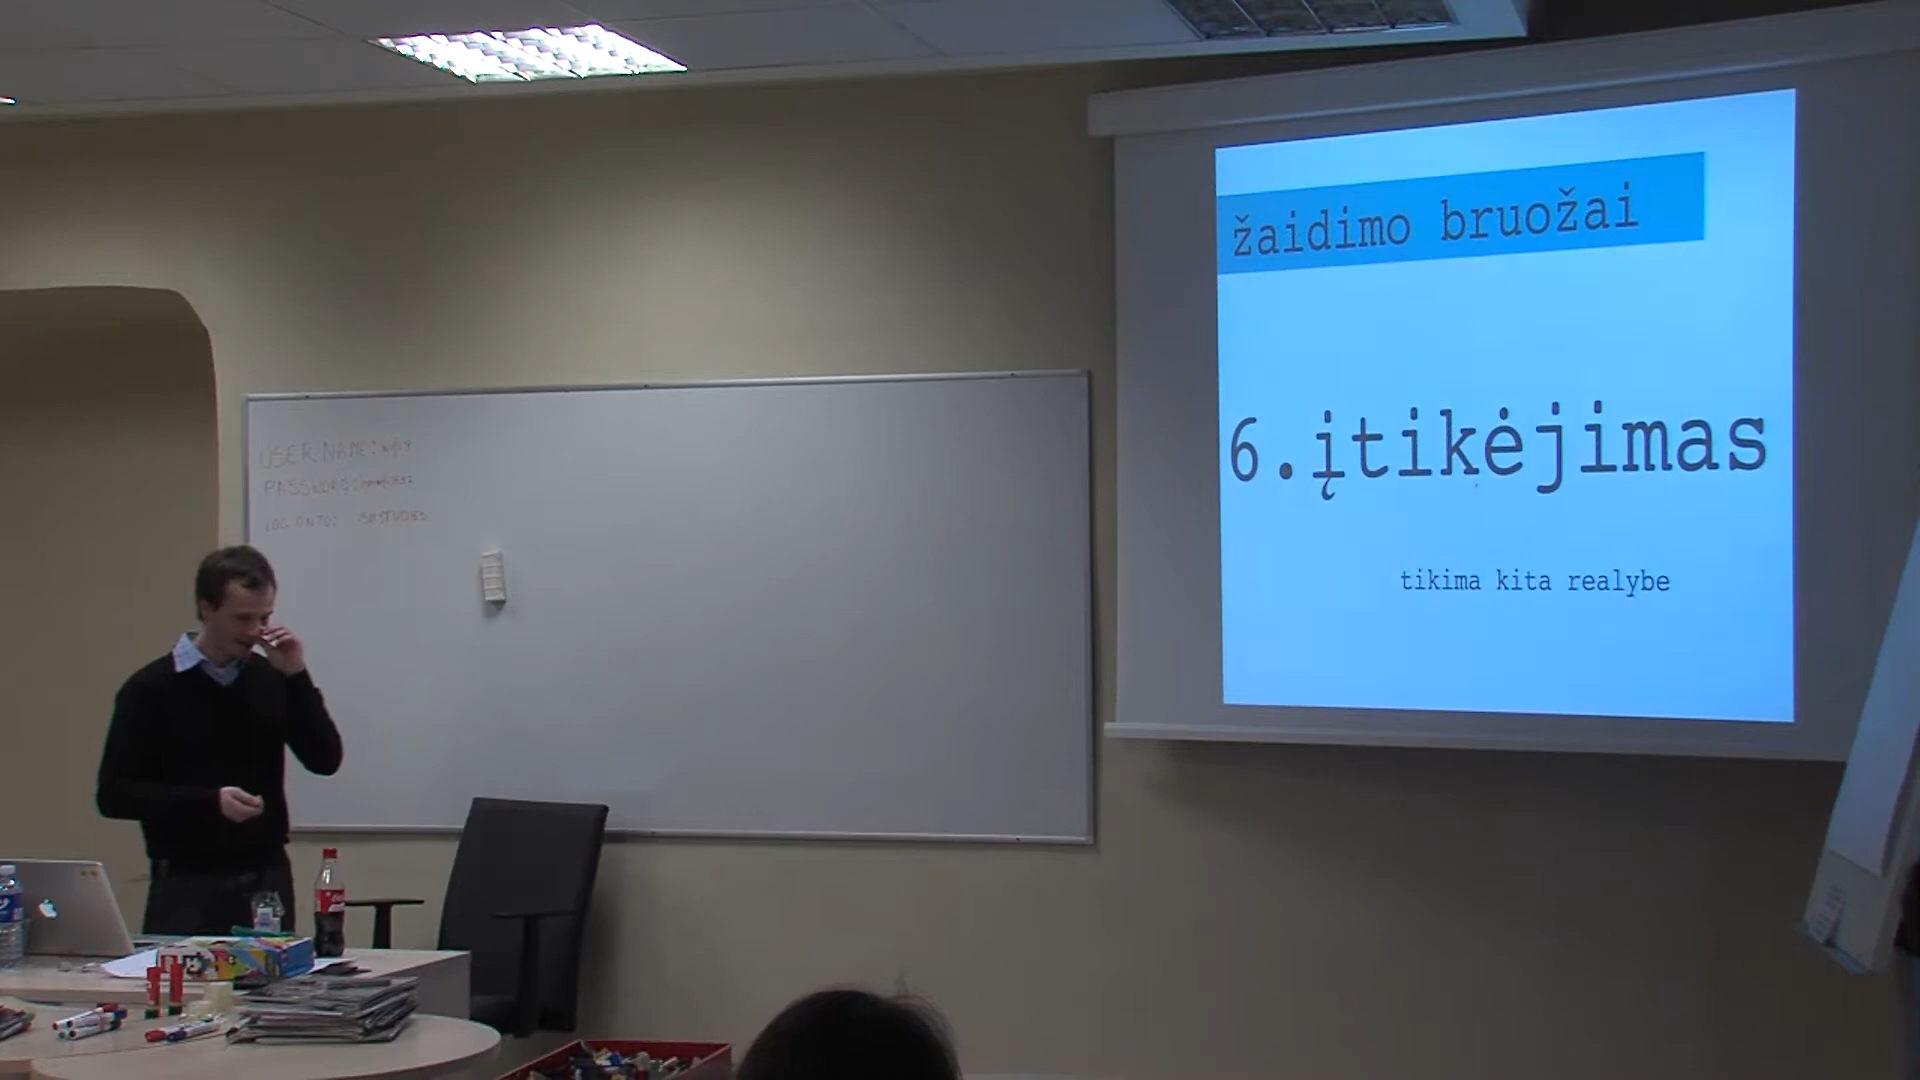 žaidimo bruožai
6.įtikėjimas
tikima kita realybe
USER NAME:
PASSWORD:
LOG ONTO: